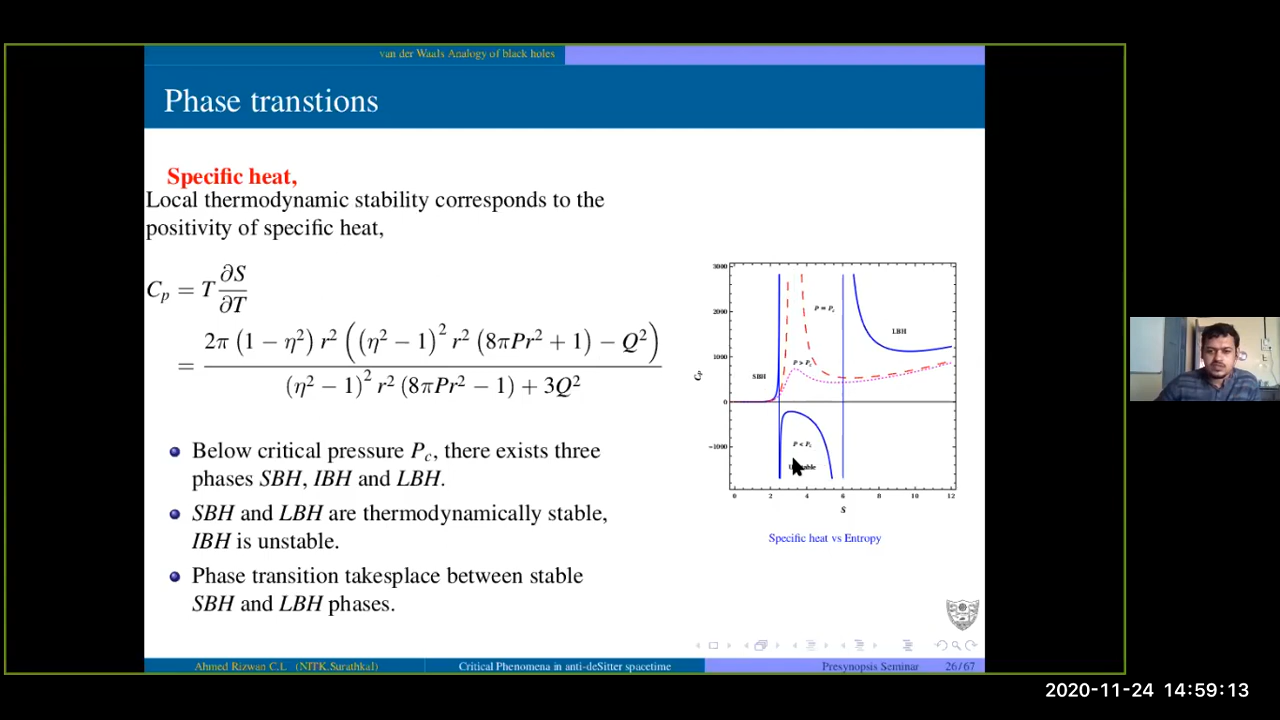 van der Waals Analogy of black holes
Phase transtions
Specific heat,
Local thermodynamic stability corresponds to the
positivity of specific heat,
C_p = T ∂S/∂T
= 2π (1 − η²) r² ((η² − 1)² r² (8πPr² + 1) − Q²) / (η² − 1)² r² (8πPr² − 1) + 3Q²
Below critical pressure P_c, there exists three
phases SBH, IBH and LBH.
SBH and LBH are thermodynamically stable,
IBH is unstable.
Phase transition takesplace between stable
SBH and LBH phases.
3000
2000
1000
0
−1000
C_P
P = P_c
LBH
P > P_c
SBH
P < P_c
0 2 4 6 8 10 12
S
Specific heat vs Entropy
Ahmed Rizwan C.L (NITK,Surathkal) Critical Phenomena in anti-deSitter spacetime Presynopsis Seminar 26/67
2020-11-24 14:59:13